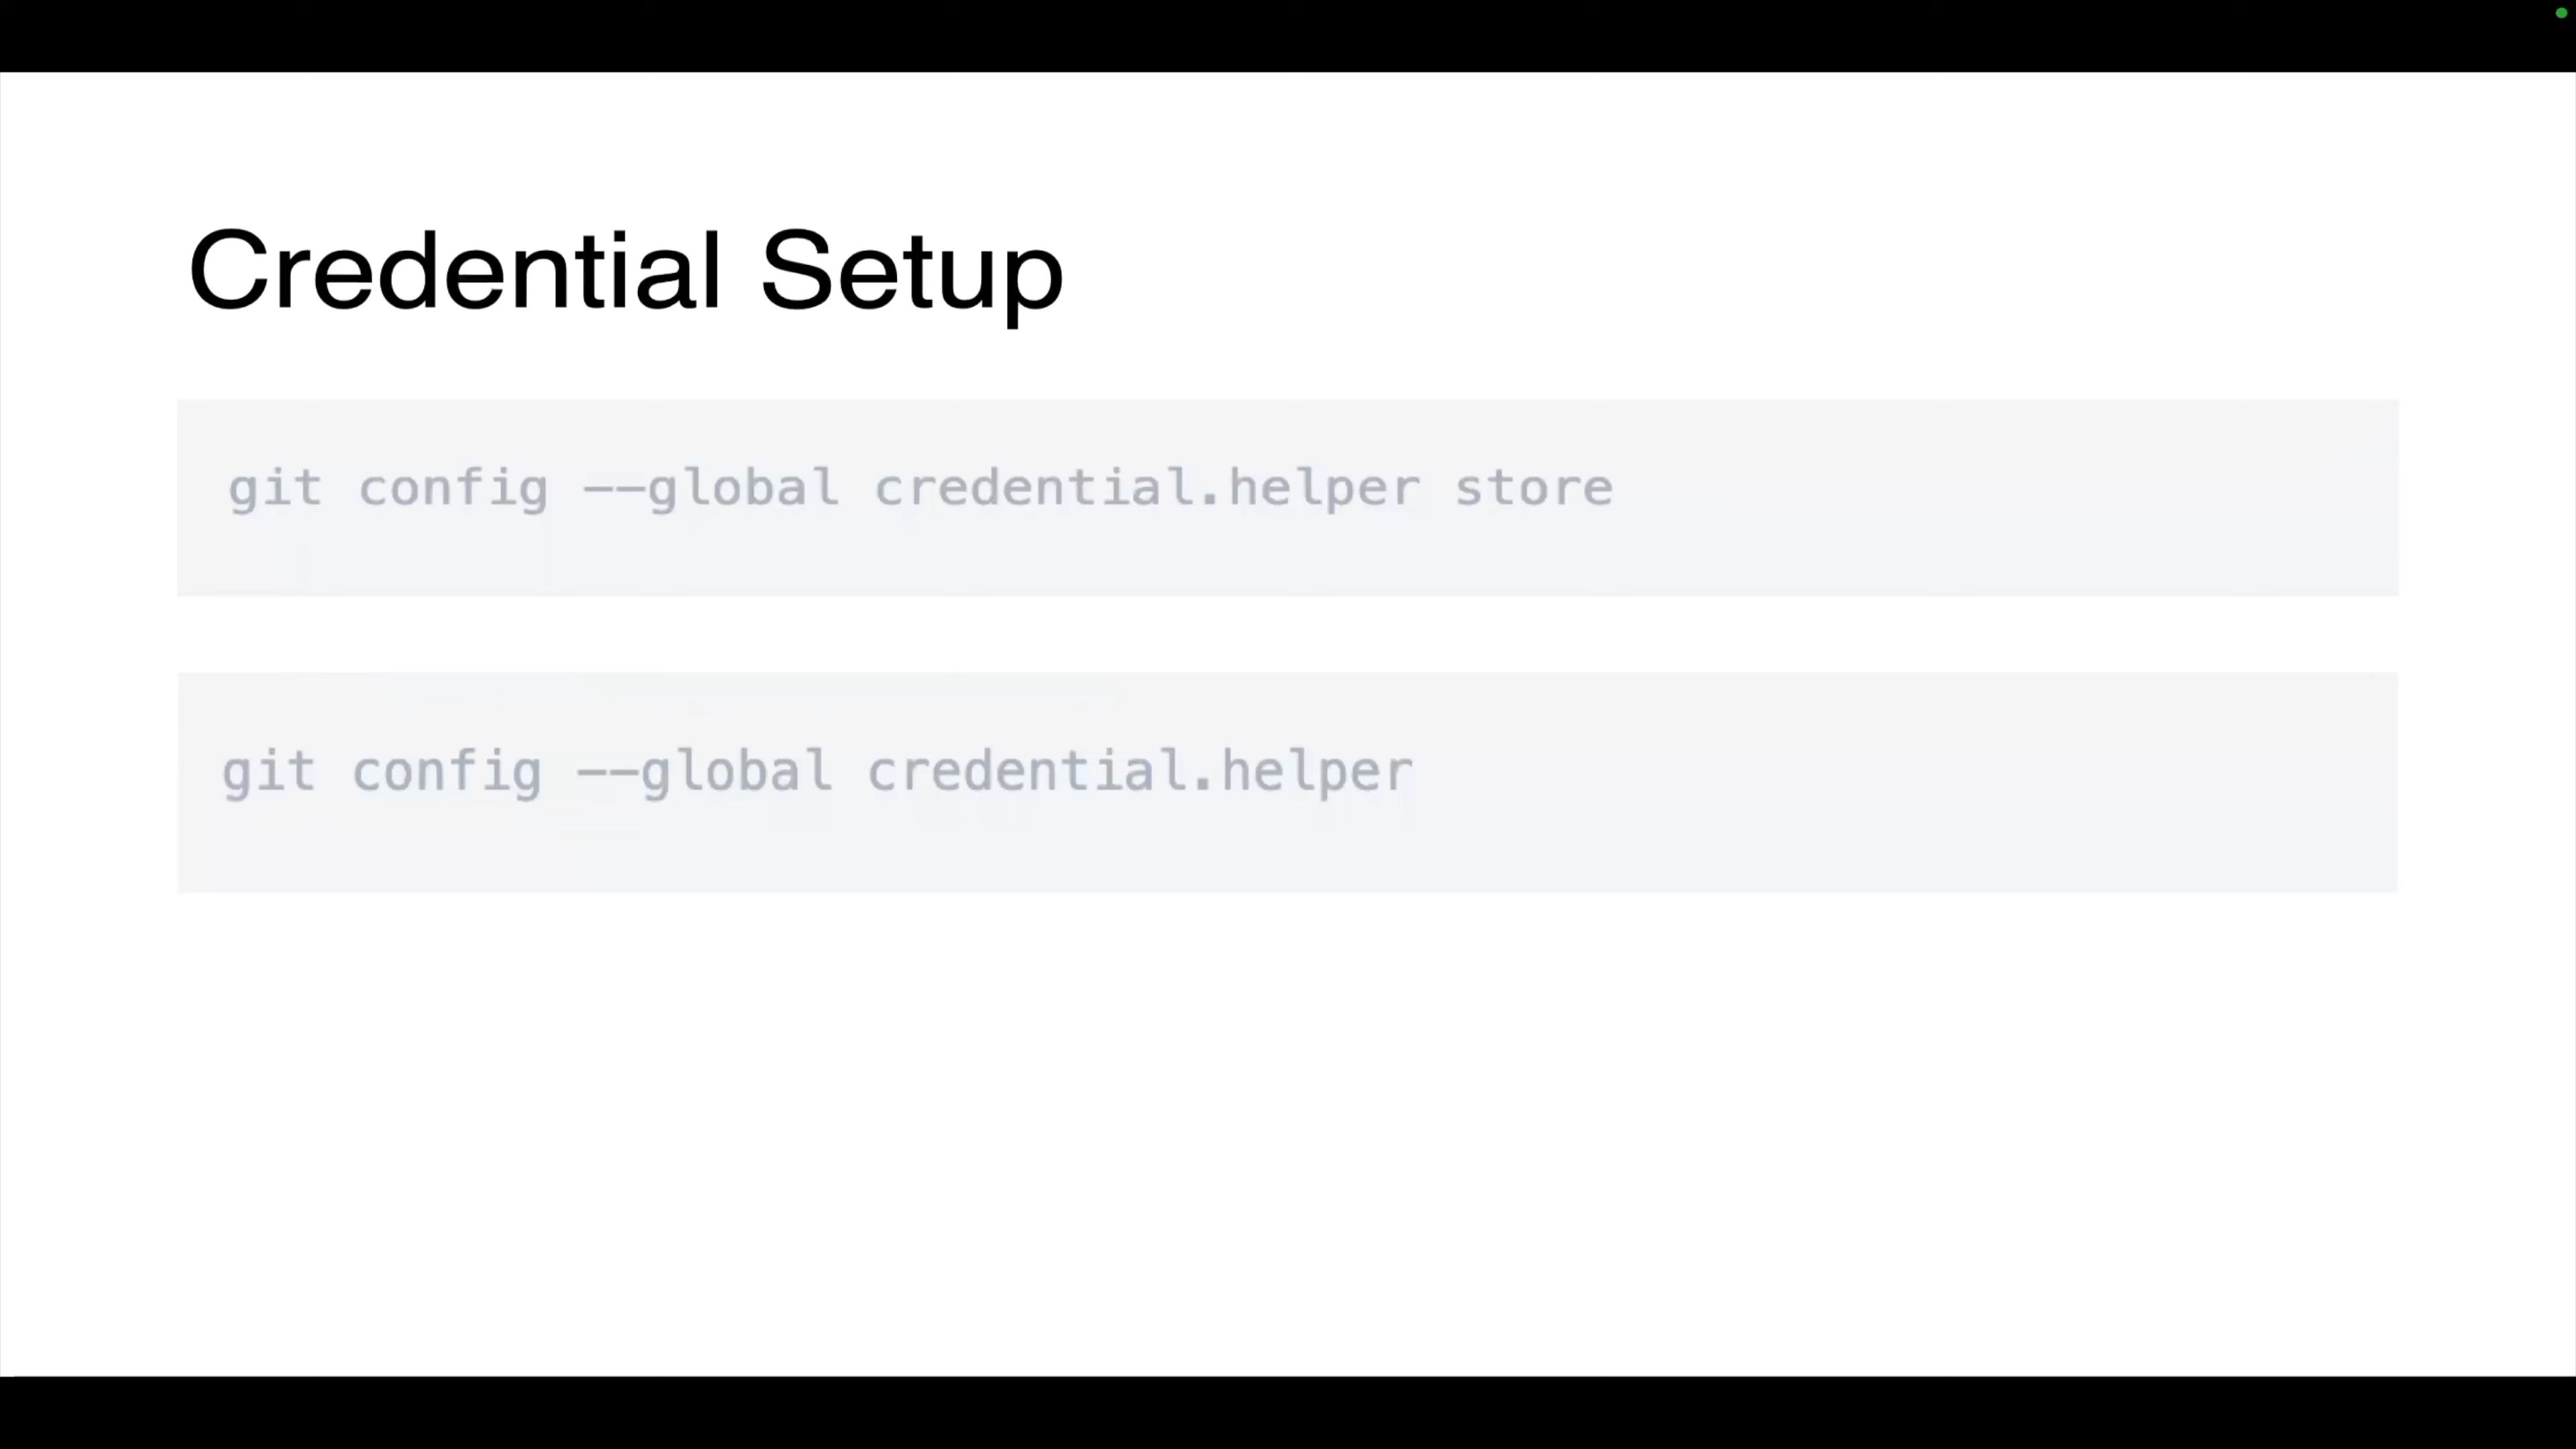 Credential Setup
git config --global credential.helper store
git config --global credential.helper